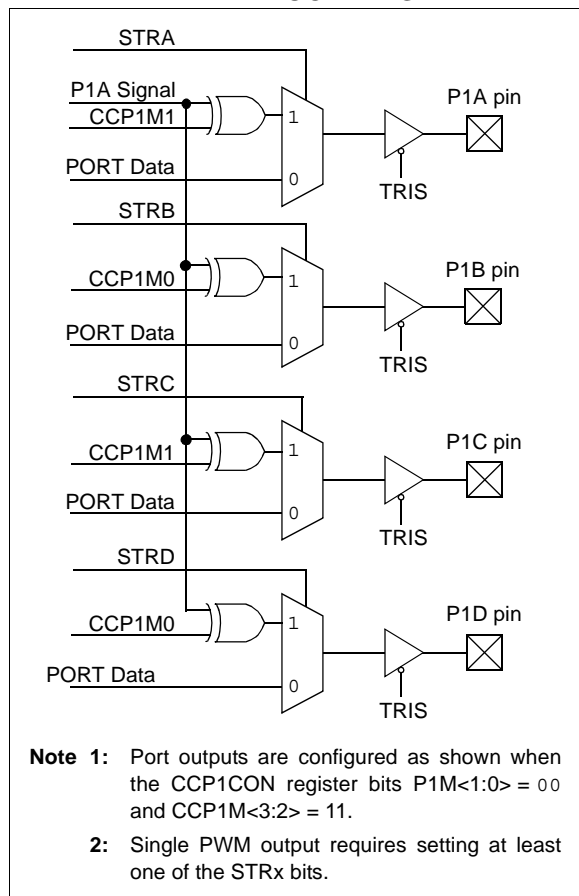 STRA
P1A Signal
CCP1M1
1
P1A pin
PORT Data
0
TRIS
STRB
CCP1M0
1
P1B pin
PORT Data
0
TRIS
STRC
CCP1M1
1
P1C pin
PORT Data
0
TRIS
STRD
CCP1M0
1
P1D pin
PORT Data
0
TRIS
Note 1: Port outputs are configured as shown when
the CCP1CON register bits P1M<1:0> = 00
and CCP1M<3:2> = 11.
2: Single PWM output requires setting at least
one of the STRx bits.